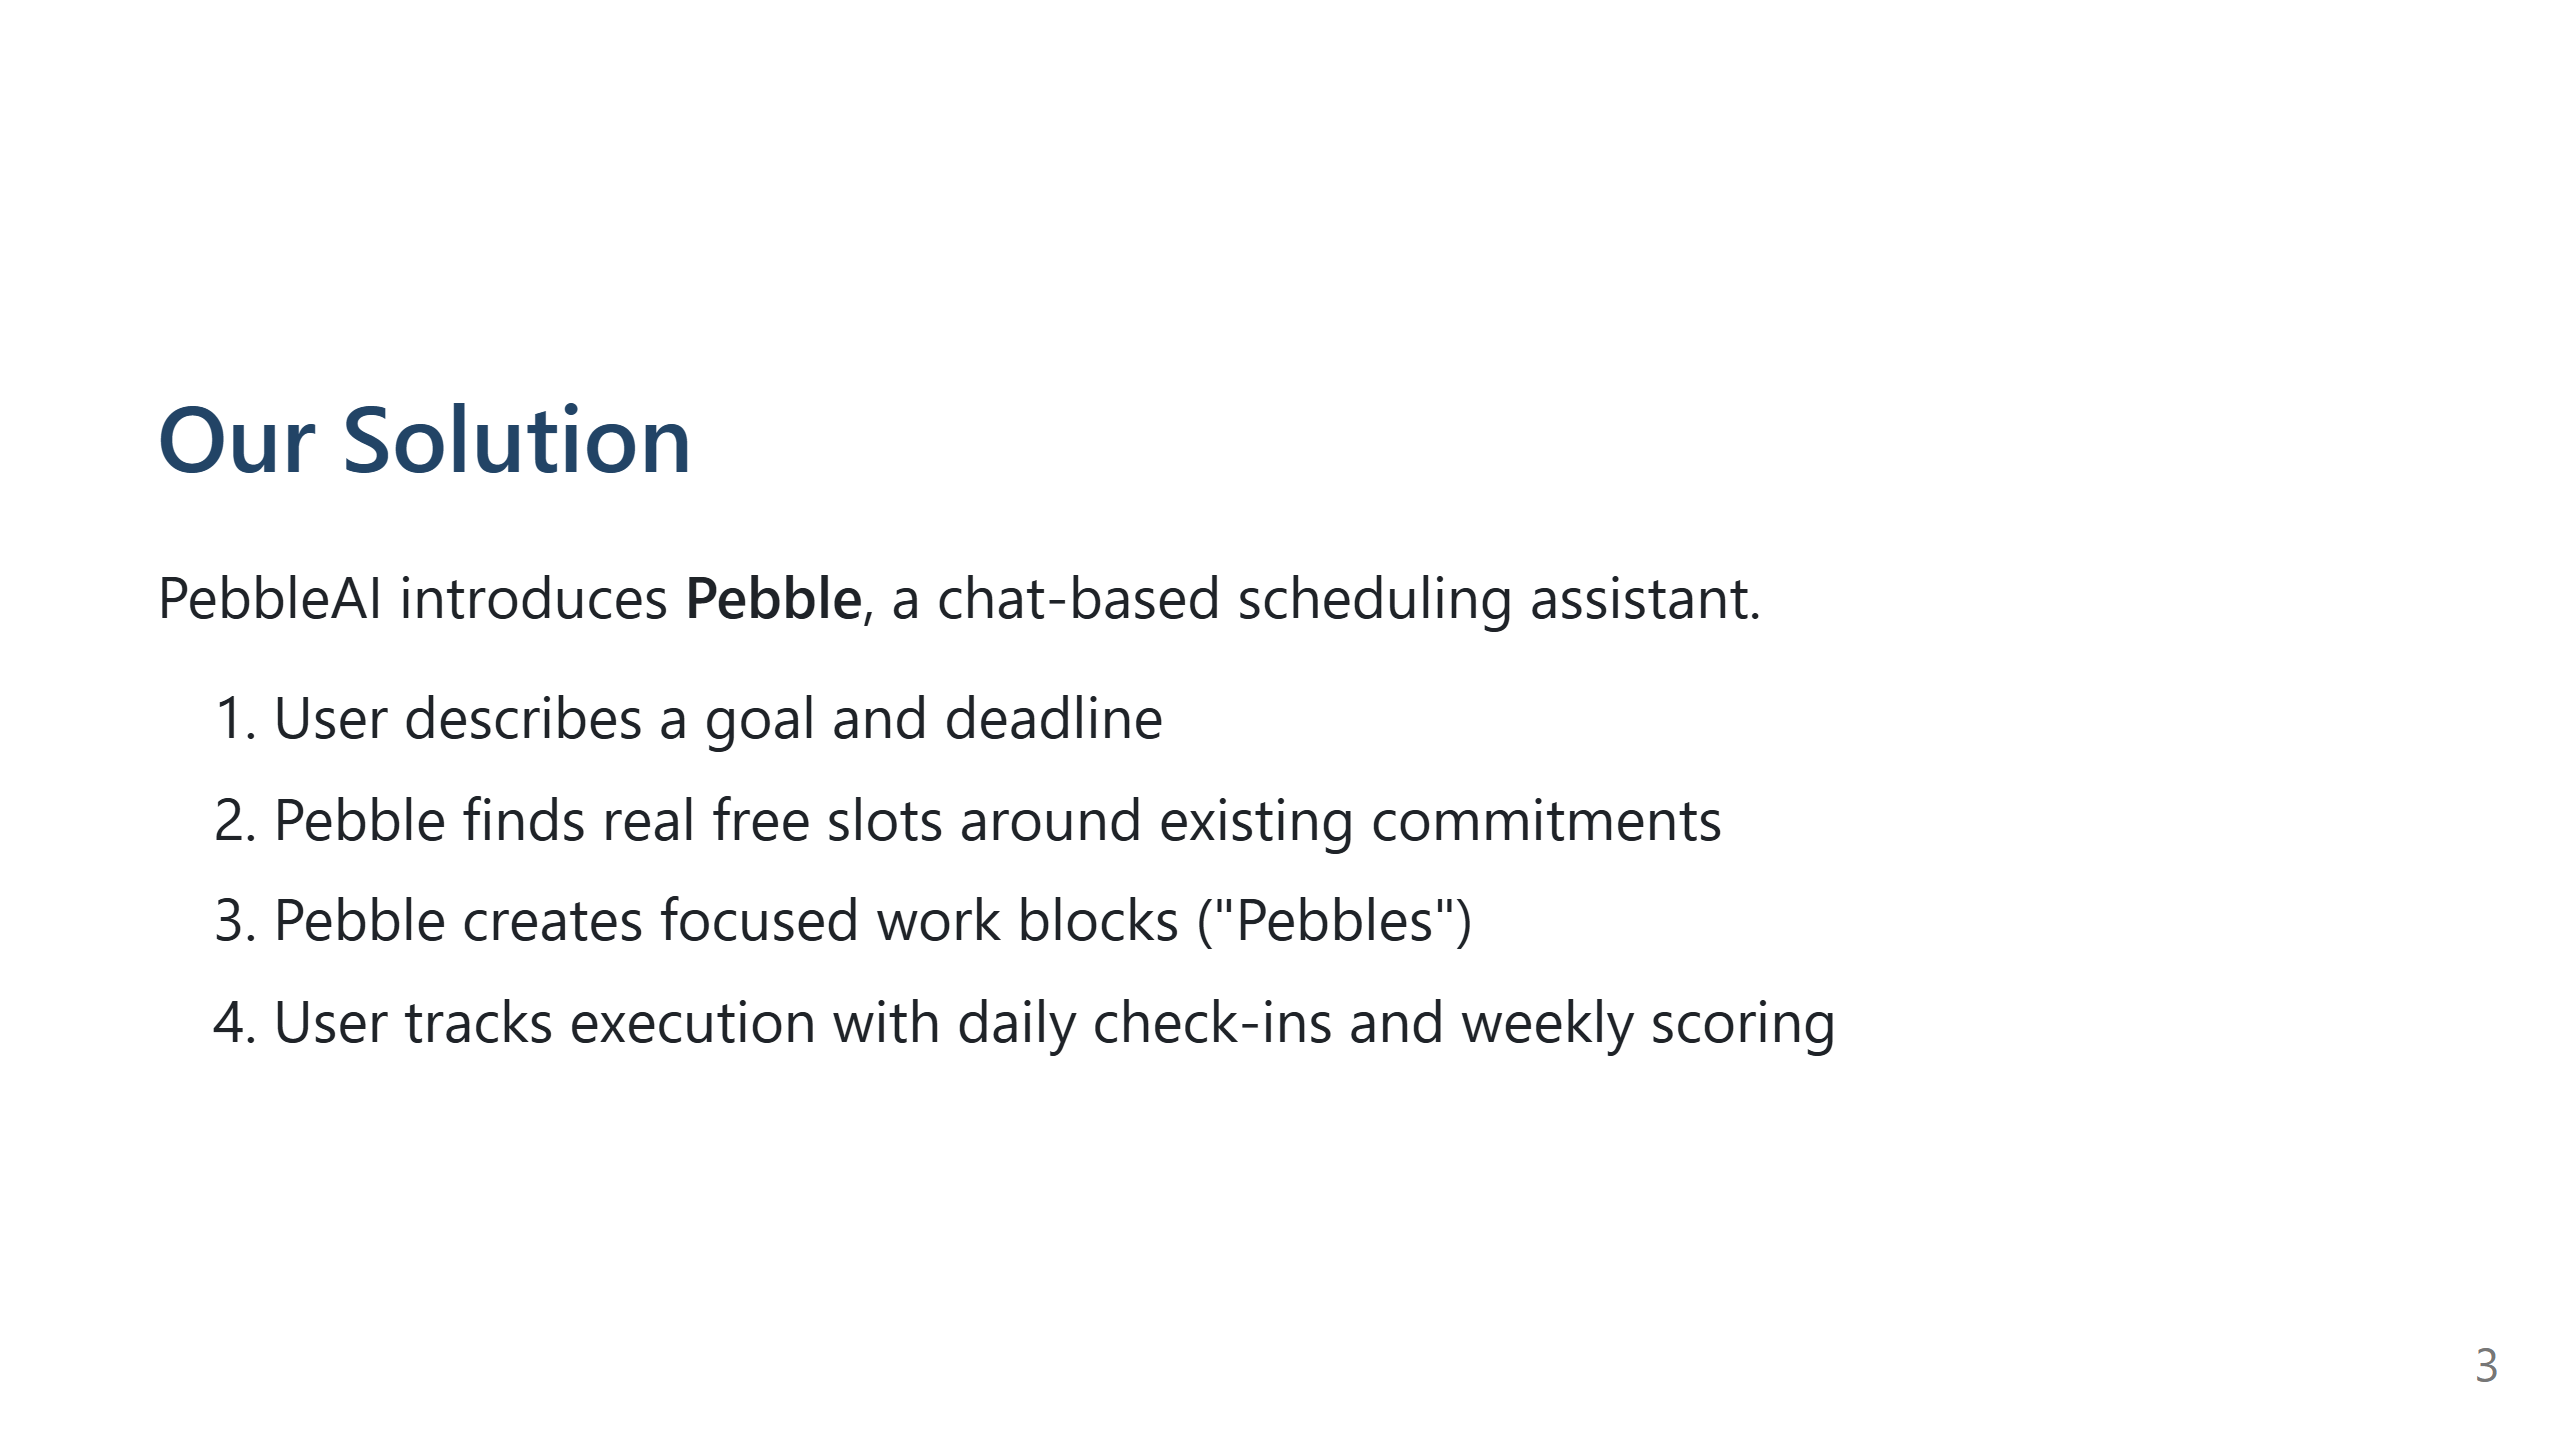 Our Solution
PebbleAI introduces Pebble, a chat-based scheduling assistant.
1. User describes a goal and deadline
2. Pebble finds real free slots around existing commitments
3. Pebble creates focused work blocks ("Pebbles")
4. User tracks execution with daily check-ins and weekly scoring
3